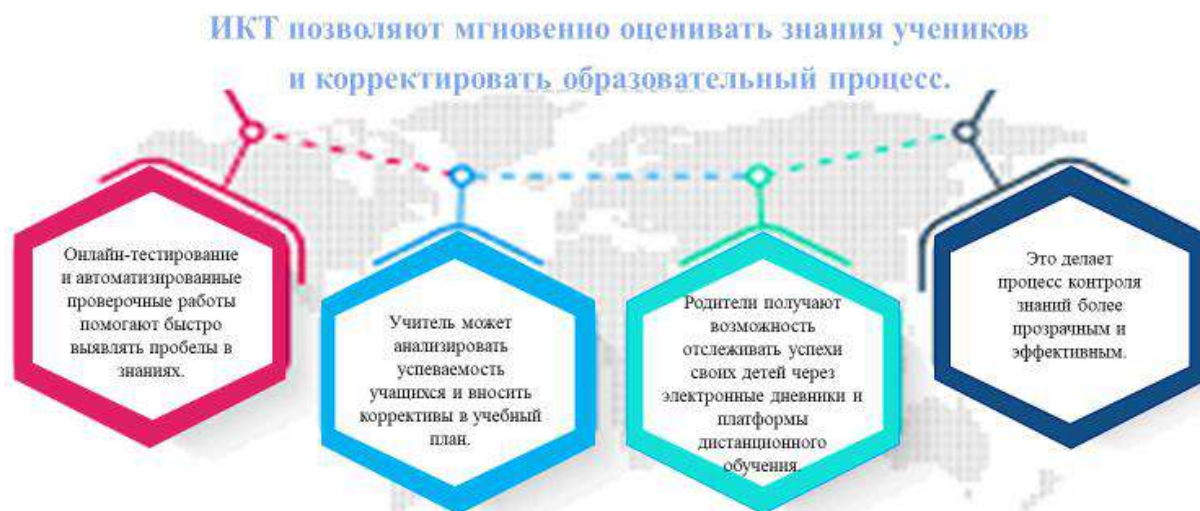 ИКТ позволяют мгновенно оценивать знания учеников
и корректировать образовательный процесс.
Онлайн-тестирование
и автоматизированные
проверочные работы
помогают быстро
выявлять пробелы в
знаниях.
Учитель может
анализировать
успеваемость
учащихся и вносить
коррективы в учебный
план.
Родители получают
возможность
отслеживать успехи
своих детей через
электронные дневники и
платформы
дистанционного
обучения.
Это делает
процесс контроля
знаний более
прозрачным и
эффективным.